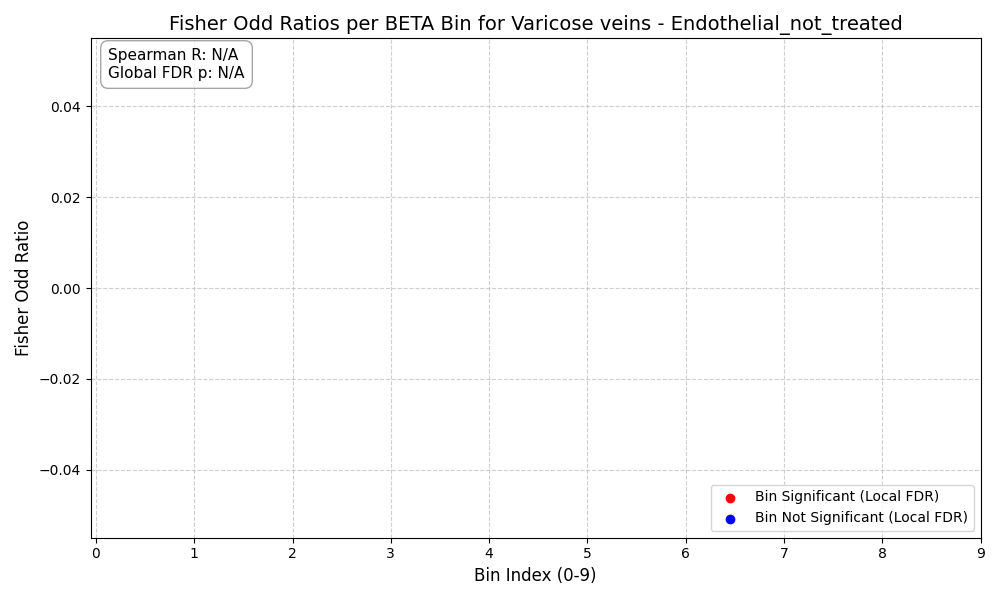 Fisher Odd Ratios per BETA Bin for Varicose veins - Endothelial_not_treated
Spearman R: N/A
Global FDR p: N/A
0.04
0.02
0.00
−0.02
−0.04
Fisher Odd Ratio
Bin Significant (Local FDR)
Bin Not Significant (Local FDR)
0 1 2 3 4 5 6 7 8 9
Bin Index (0-9)